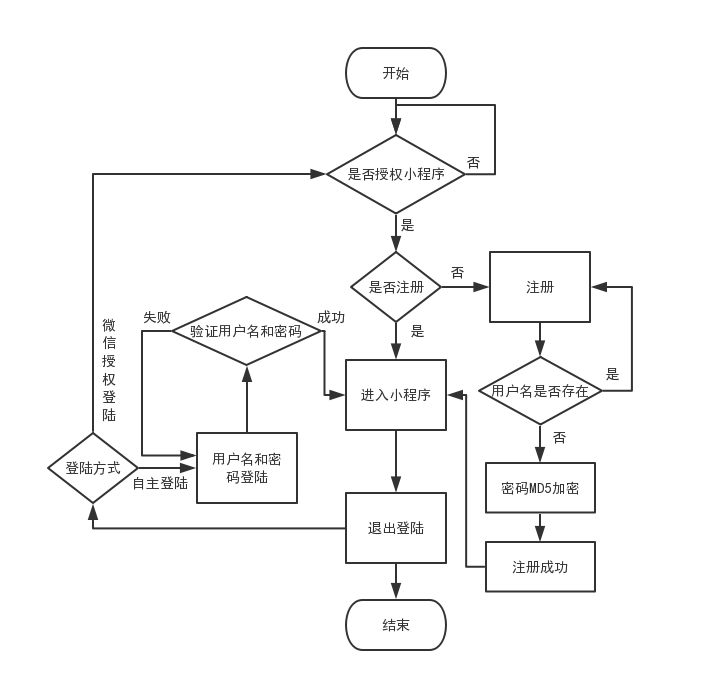 开始
否
是否授权小程序
是
是否注册
否
注册
微
信
授
权
登
陆
失败
验证用户名和密码
成功
是
进入小程序
用户名是否存在
是
否
登陆方式
自主登陆
用户名和密
码登陆
密码MD5加密
退出登陆
注册成功
结束